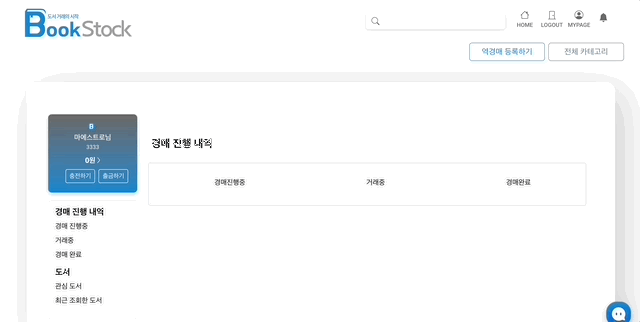 도서 거래의 시작
BookStock
HOME LOGOUT MYPAGE
역경매 등록하기 전체 카테고리
B
마에스트로님
3333
0원 >
충전하기 출금하기
경매 진행 내역
경매진행중 거래중 경매완료
경매 진행 내역
경매 진행중
거래중
경매 완료
도서
관심 도서
최근 조회한 도서